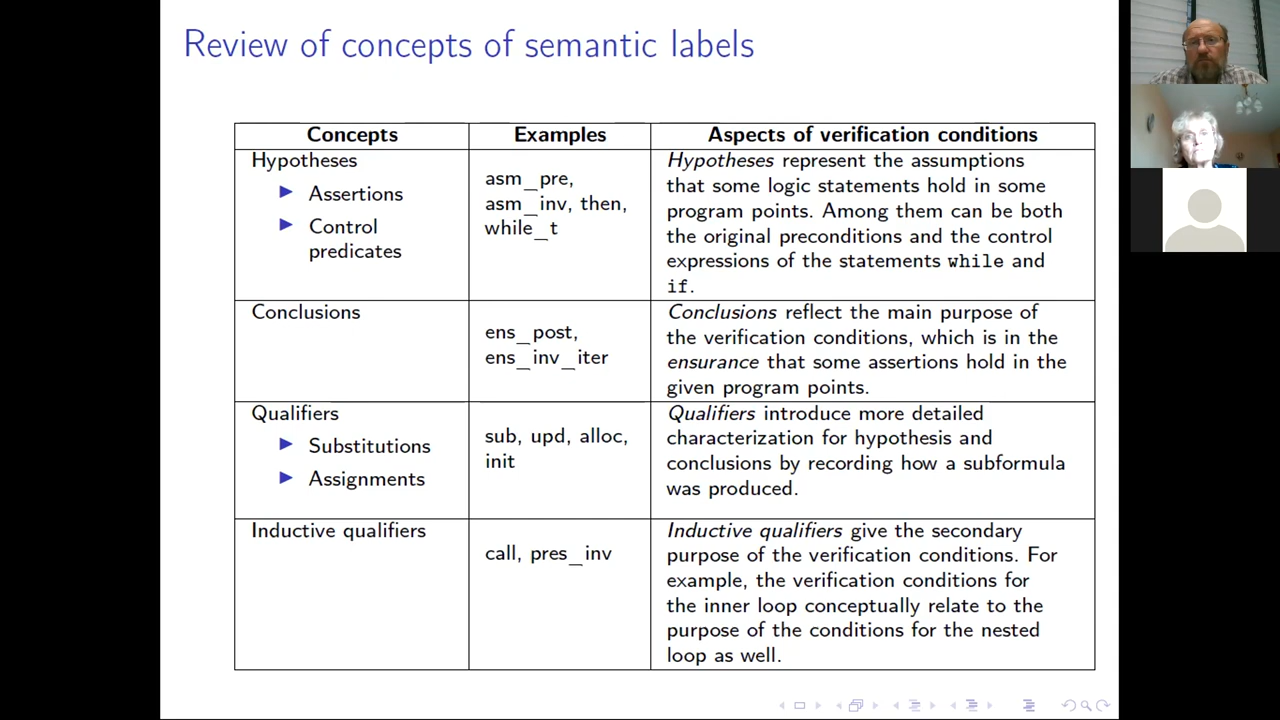 Review of concepts of semantic labels
Concepts
Examples
Aspects of verification conditions
Hypotheses
Assertions
Control
predicates
asm_pre,
asm_inv, then,
while_t
Hypotheses represent the assumptions
that some logic statements hold in some
program points. Among them can be both
the original preconditions and the control
expressions of the statements while and
if.
Conclusions
ens_post,
ens_inv_iter
Conclusions reflect the main purpose of
the verification conditions, which is in the
ensurance that some assertions hold in the
given program points.
Qualifiers
Substitutions
Assignments
sub, upd, alloc,
init
Qualifiers introduce more detailed
characterization for hypothesis and
conclusions by recording how a subformula
was produced.
Inductive qualifiers
call, pres_inv
Inductive qualifiers give the secondary
purpose of the verification conditions. For
example, the verification conditions for
the inner loop conceptually relate to the
purpose of the conditions for the nested
loop as well.